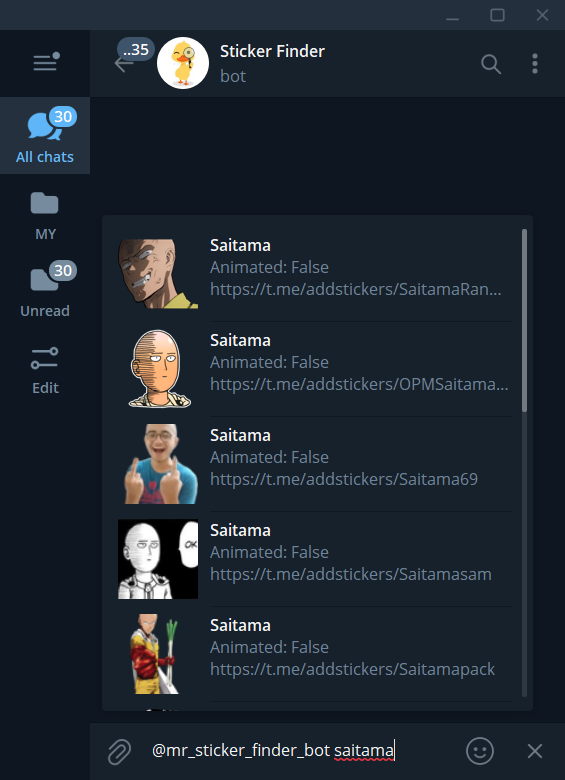 ..35
Sticker Finder
bot
30
All chats
MY
30
Unread
Edit
Saitama
Animated: False
https://t.me/addstickers/SaitamaRan...
Saitama
Animated: False
https://t.me/addstickers/OPMSaitama...
Saitama
Animated: False
https://t.me/addstickers/Saitama69
Saitama
Animated: False
https://t.me/addstickers/Saitamasam
OK
Saitama
Animated: False
https://t.me/addstickers/Saitamapack
@mr_sticker_finder_bot saitama